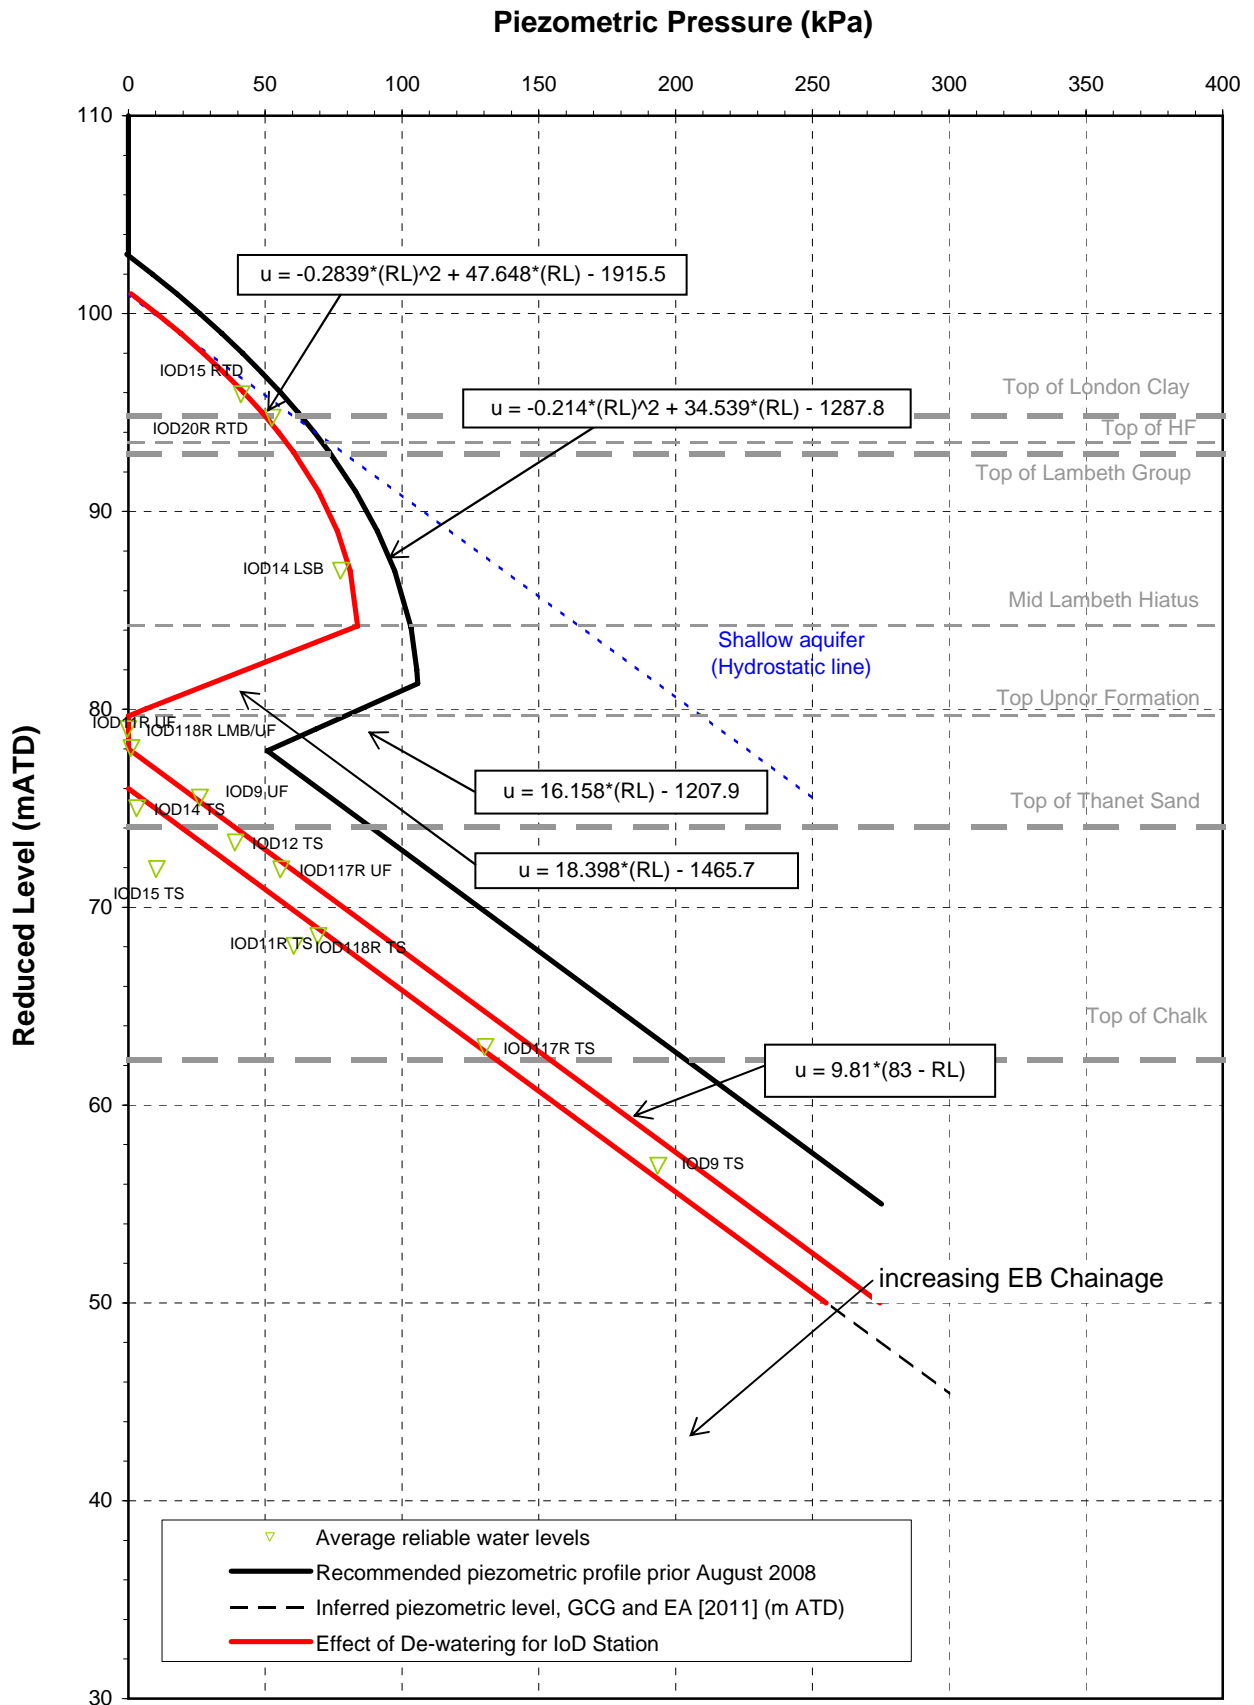 Piezometric Pressure (kPa)
0 50 100 150 200 250 300 350 400
110
u = -0.2839*(RL)^2 + 47.648*(RL) - 1915.5
100
IOD15 RTD
Top of London Clay
u = -0.214*(RL)^2 + 34.539*(RL) - 1287.8
IOD20R RTD
Top of HF
Top of Lambeth Group
90
IOD14 LSB
Mid Lambeth Hiatus
Shallow aquifer
(Hydrostatic line)
Top Upnor Formation
80
IOD11R UF
IOD118R LMB/UF
IOD9 UF
u = 16.158*(RL) - 1207.9
Top of Thanet Sand
IOD14 TS
IOD12 TS
IOD117R UF
u = 18.398*(RL) - 1465.7
IOD15 TS
70
IOD11R TS
IOD118R TS
Reduced Level (mATD)
Top of Chalk
IOD117R TS
u = 9.81*(83 - RL)
60
IOD9 TS
increasing EB Chainage
50
40
Average reliable water levels
Recommended piezometric profile prior August 2008
Inferred piezometric level, GCG and EA [2011] (m ATD)
Effect of De-watering for IoD Station
30